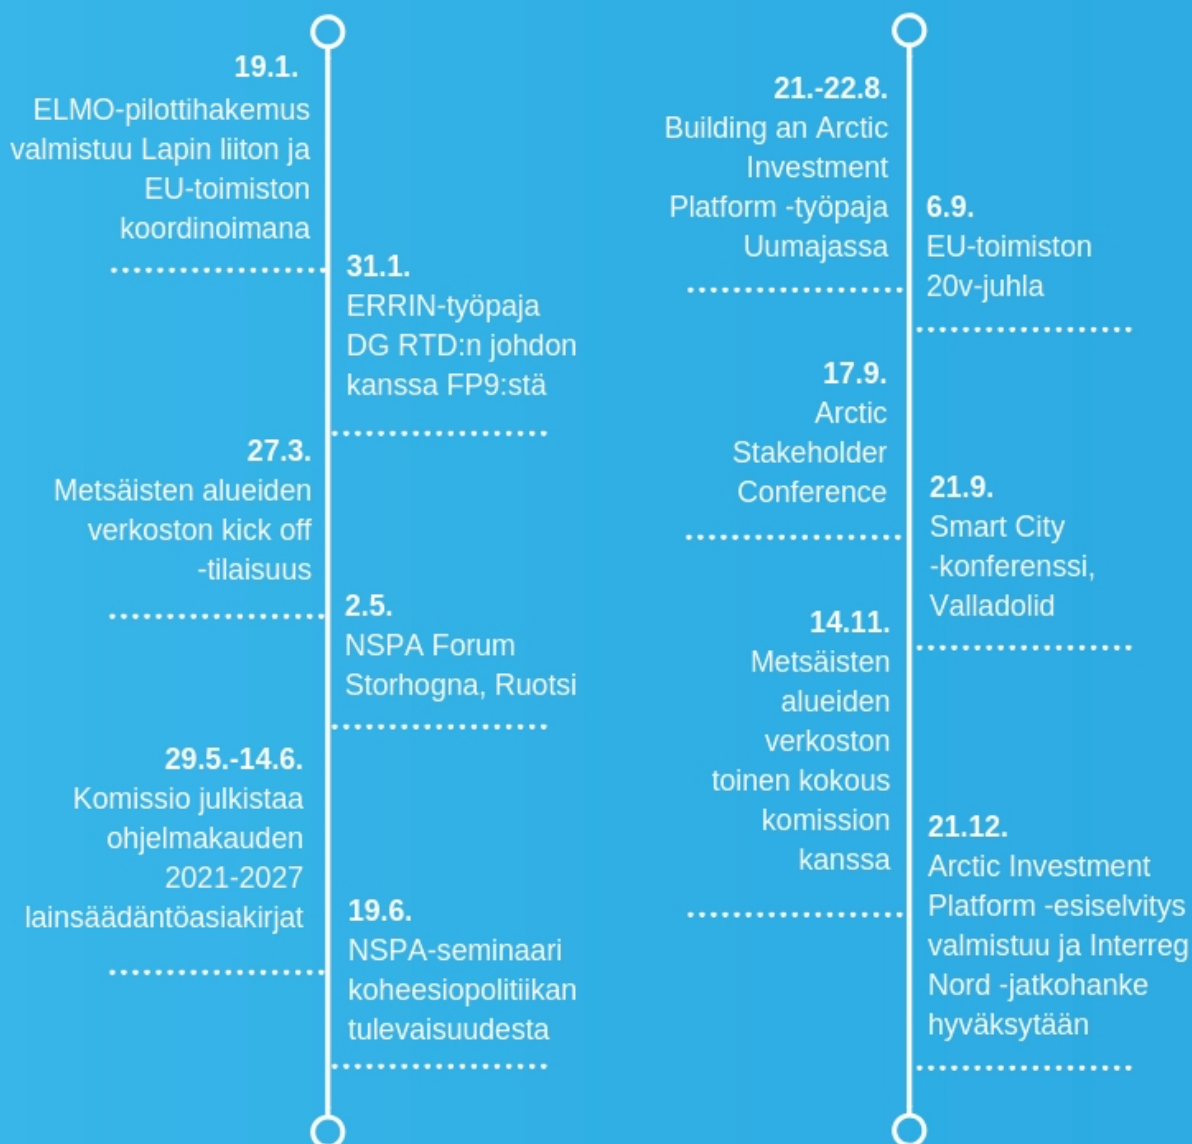 19.1.
ELMO-pilottihakemus
valmistuu Lapin liiton ja
EU-toimiston
koordinoimana
31.1.
ERRIN-työpaja
DG RTD:n johdon
kanssa FP9:stä
27.3.
Metsäisten alueiden
verkoston kick off
-tilaisuus
2.5.
NSPA Forum
Storhogna, Ruotsi
29.5.-14.6.
Komissio julkistaa
ohjelmakauden
2021-2027
lainsäädäntöasiakirjat
19.6.
NSPA-seminaari
koheesiopolitiikan
tulevaisuudesta
21.-22.8.
Building an Arctic
Investment
Platform -työpaja
Uumajassa
6.9.
EU-toimiston
20v-juhla
17.9.
Arctic
Stakeholder
Conference
21.9.
Smart City
-konferenssi,
Valladolid
14.11.
Metsäisten
alueiden
verkoston
toinen kokous
komission
kanssa
21.12.
Arctic Investment
Platform -esiselvitys
valmistuu ja Interreg
Nord -jatkohanke
hyväksytään